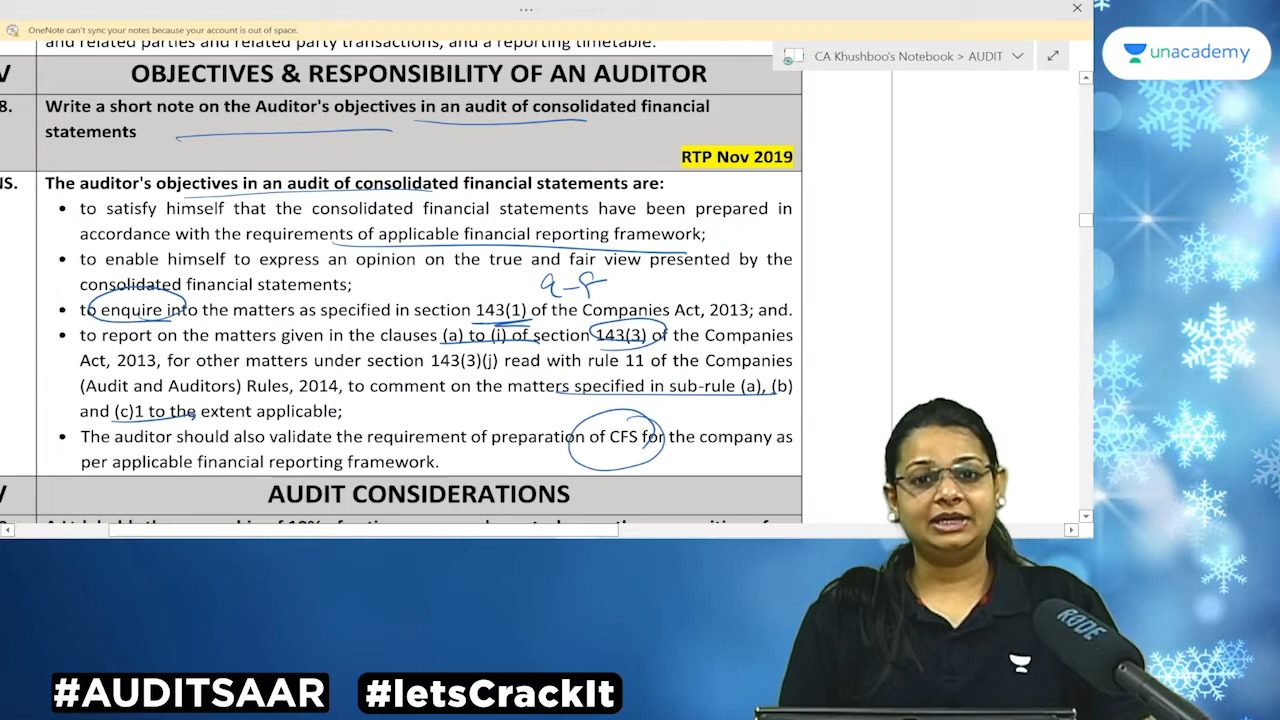 OneNote can't sync your notes because your account is out of space.
and related parties and related party transactions, and a reporting timetable.
CA Khushboo's Notebook > AUDIT
unacademy
V
OBJECTIVES & RESPONSIBILITY OF AN AUDITOR
8.
Write a short note on the Auditor's objectives in an audit of consolidated financial
statements
RTP Nov 2019
NS.
The auditor's objectives in an audit of consolidated financial statements are:
• to satisfy himself that the consolidated financial statements have been prepared in
accordance with the requirements of applicable financial reporting framework;
• to enable himself to express an opinion on the true and fair view presented by the
consolidated financial statements;
a-f
• to enquire into the matters as specified in section 143(1) of the Companies Act, 2013; and.
• to report on the matters given in the clauses (a) to (i) of section 143(3) of the Companies
Act, 2013, for other matters under section 143(3)(j) read with rule 11 of the Companies
(Audit and Auditors) Rules, 2014, to comment on the matters specified in sub-rule (a), (b)
and (c)1 to the extent applicable;
• The auditor should also validate the requirement of preparation of CFS for the company as
per applicable financial reporting framework.
V
AUDIT CONSIDERATIONS
RODE
#AUDITSAAR
#letsCrackIt